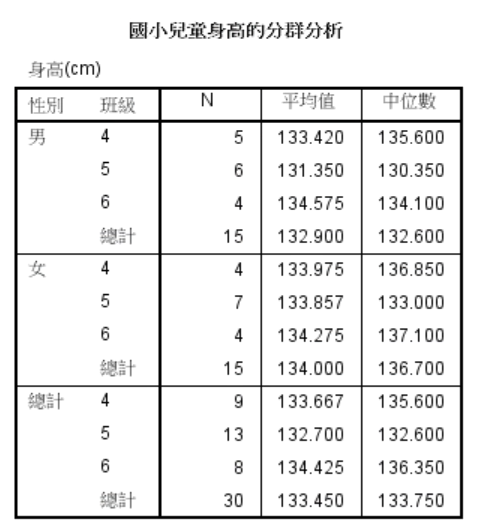 國小兒童身高的分群分析
身高(cm)
性別 班級 N 平均值 中位數
男 4 5 133.420 135.600
5 6 131.350 130.350
6 4 134.575 134.100
總計 15 132.900 132.600
女 4 4 133.975 136.850
5 7 133.857 133.000
6 4 134.275 137.100
總計 15 134.000 136.700
總計 4 9 133.667 135.600
5 13 132.700 132.600
6 8 134.425 136.350
總計 30 133.450 133.750